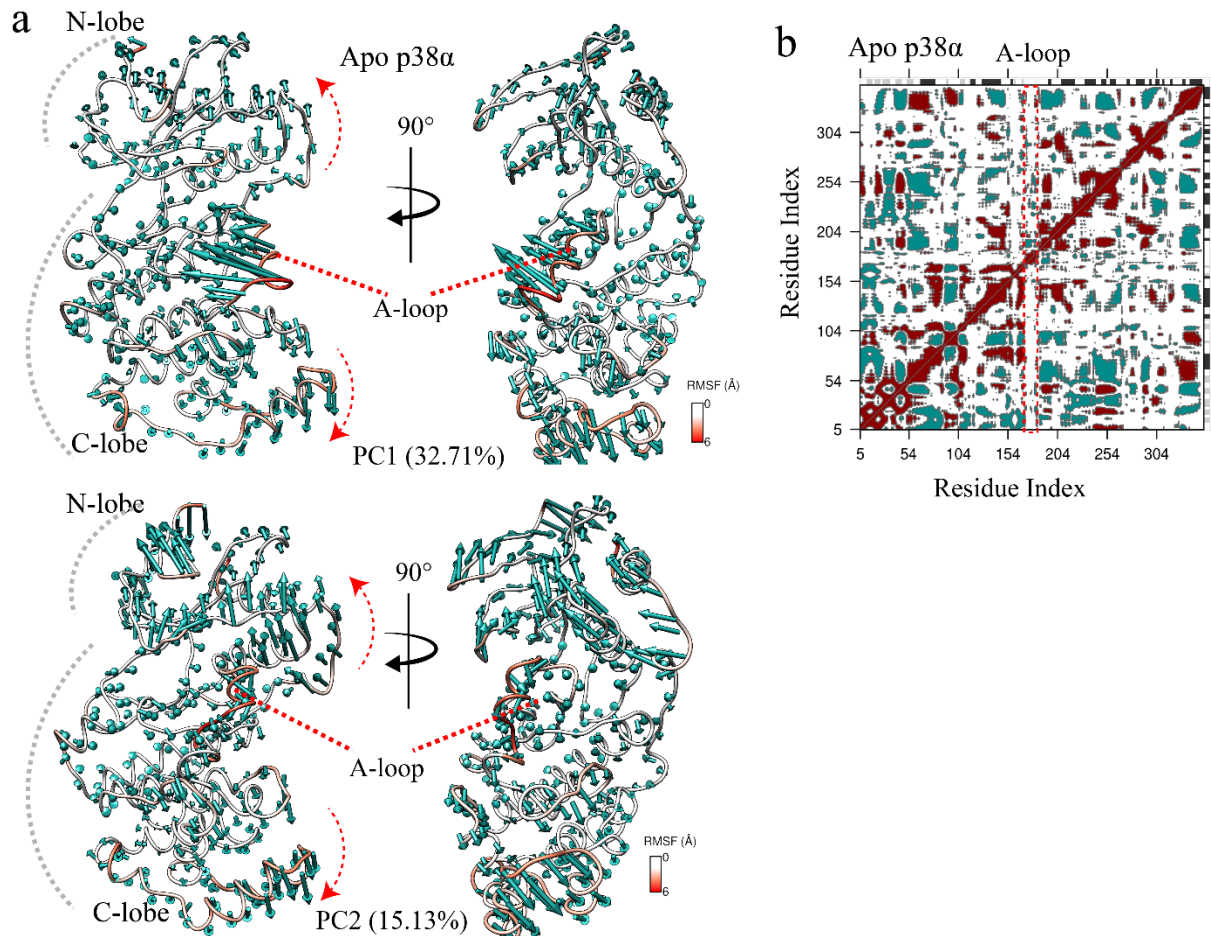 a
N-lobe
Apo p38α
90°
A-loop
RMSF (Å)
0
6
C-lobe
PC1 (32.71%)
N-lobe
90°
A-loop
RMSF (Å)
0
6
C-lobe
PC2 (15.13%)
b
Apo p38α
A-loop
Residue Index
304
254
204
154
104
54
5
5 54 104 154 204 254 304
Residue Index